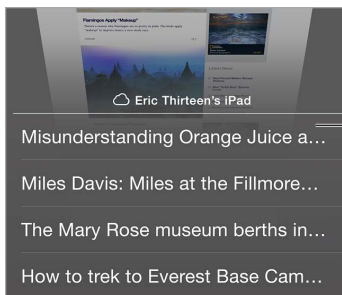 Flamingos Apply "Makeup"
Eric Thirteen's iPad
Misunderstanding Orange Juice a...
Miles Davis: Miles at the Fillmore...
The Mary Rose museum berths in...
How to trek to Everest Base Cam...